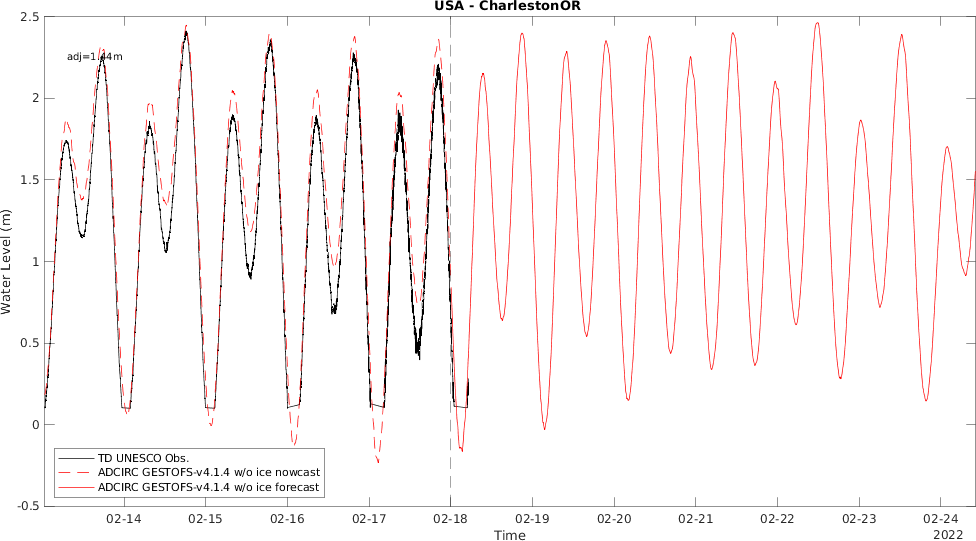 USA - CharlestonOR
adj=1.44m
2.5
2
1.5
1
0.5
0
-0.5
Water Level (m)
TD UNESCO Obs.
ADCIRC GESTOFS-v4.1.4 w/o ice nowcast
ADCIRC GESTOFS-v4.1.4 w/o ice forecast
02-14 02-15 02-16 02-17 02-18 02-19 02-20 02-21 02-22 02-23 02-24
Time
2022